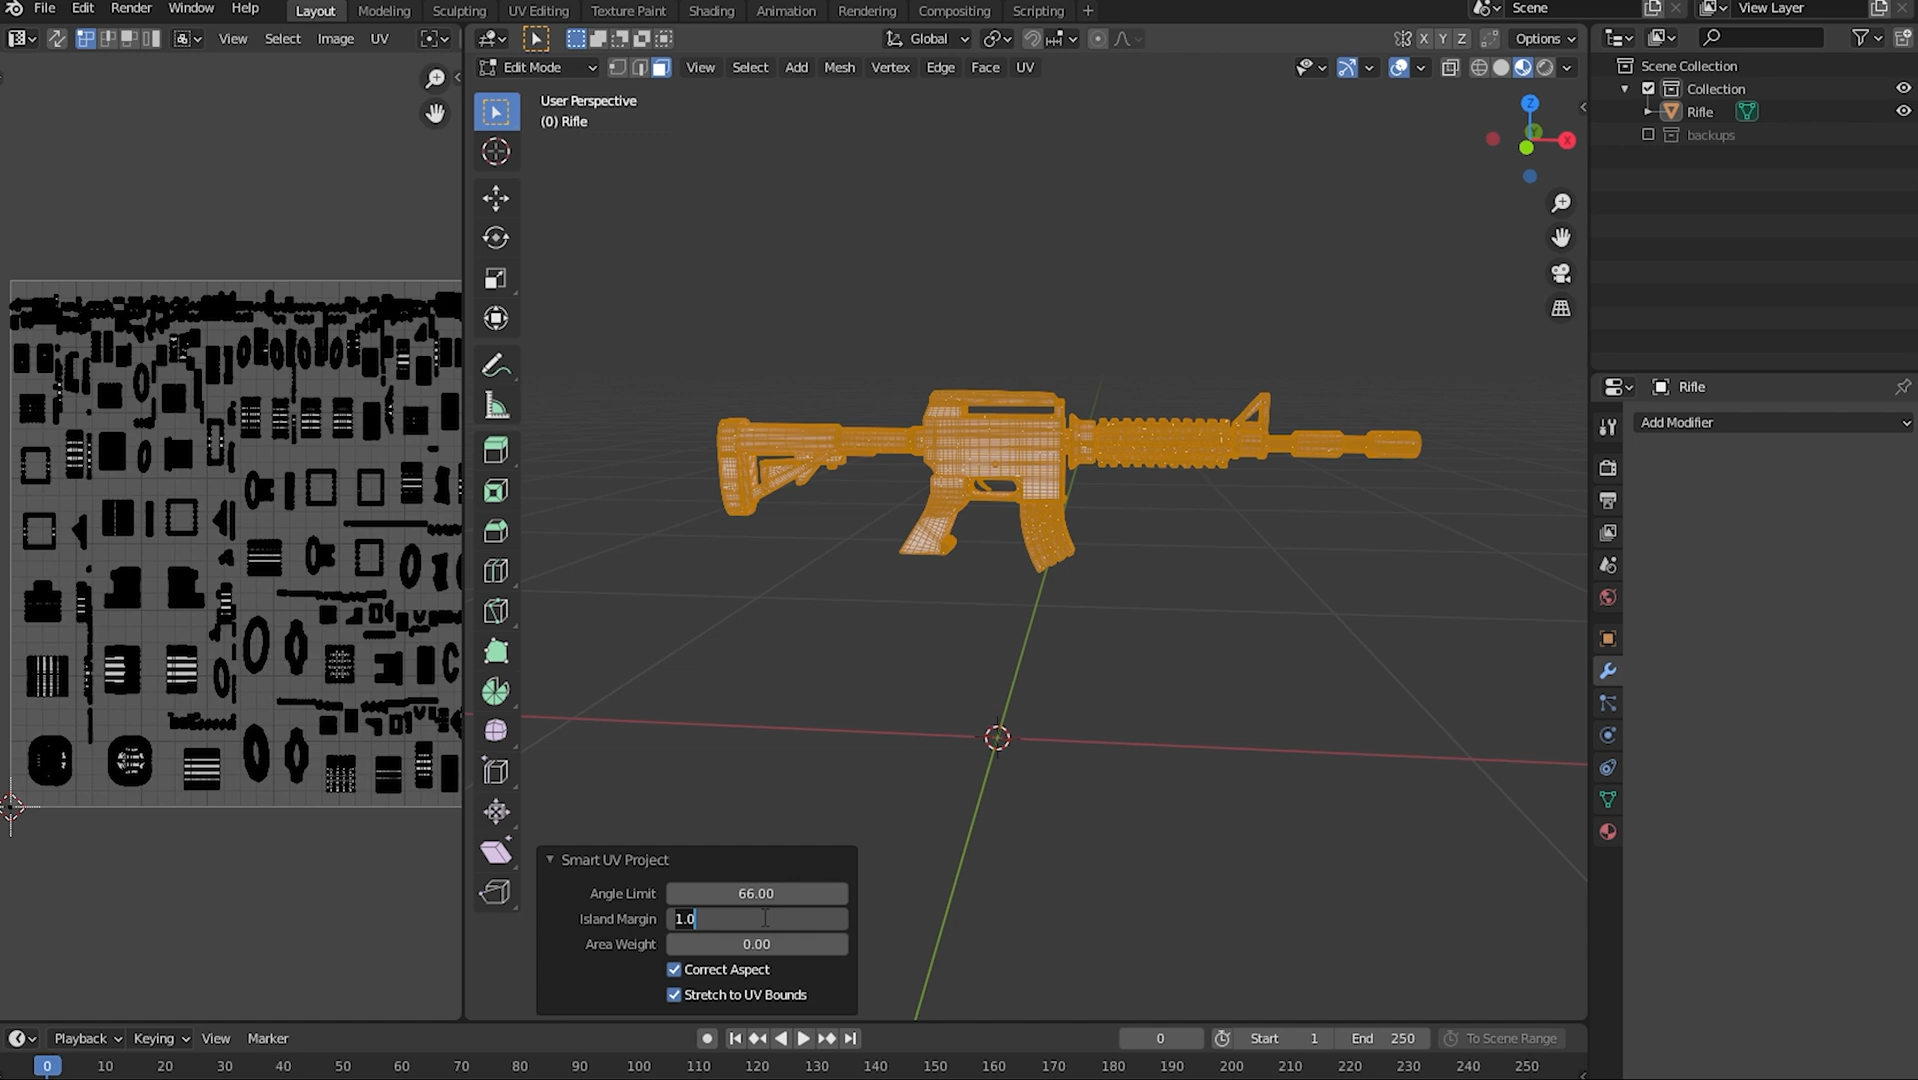 File Edit Render Window Help Layout Modeling Sculpting UV Editing Texture Paint Shading Animation Rendering Compositing Scripting + Scene View Layer
View Select Image UV Global X Y Z Options
Edit Mode View Select Add Mesh Vertex Edge Face UV
User Perspective
(0) Rifle
Z
Y
X
Scene Collection
Collection
Rifle
backups
Rifle
Add Modifier
Smart UV Project
Angle Limit 66.00
Island Margin 1.0
Area Weight 0.00
Correct Aspect
Stretch to UV Bounds
Playback Keying View Marker 0 Start 1 End 250 To Scene Range
0 10 20 30 40 50 60 70 80 90 100 110 120 130 140 150 160 170 180 190 200 210 220 230 240 250